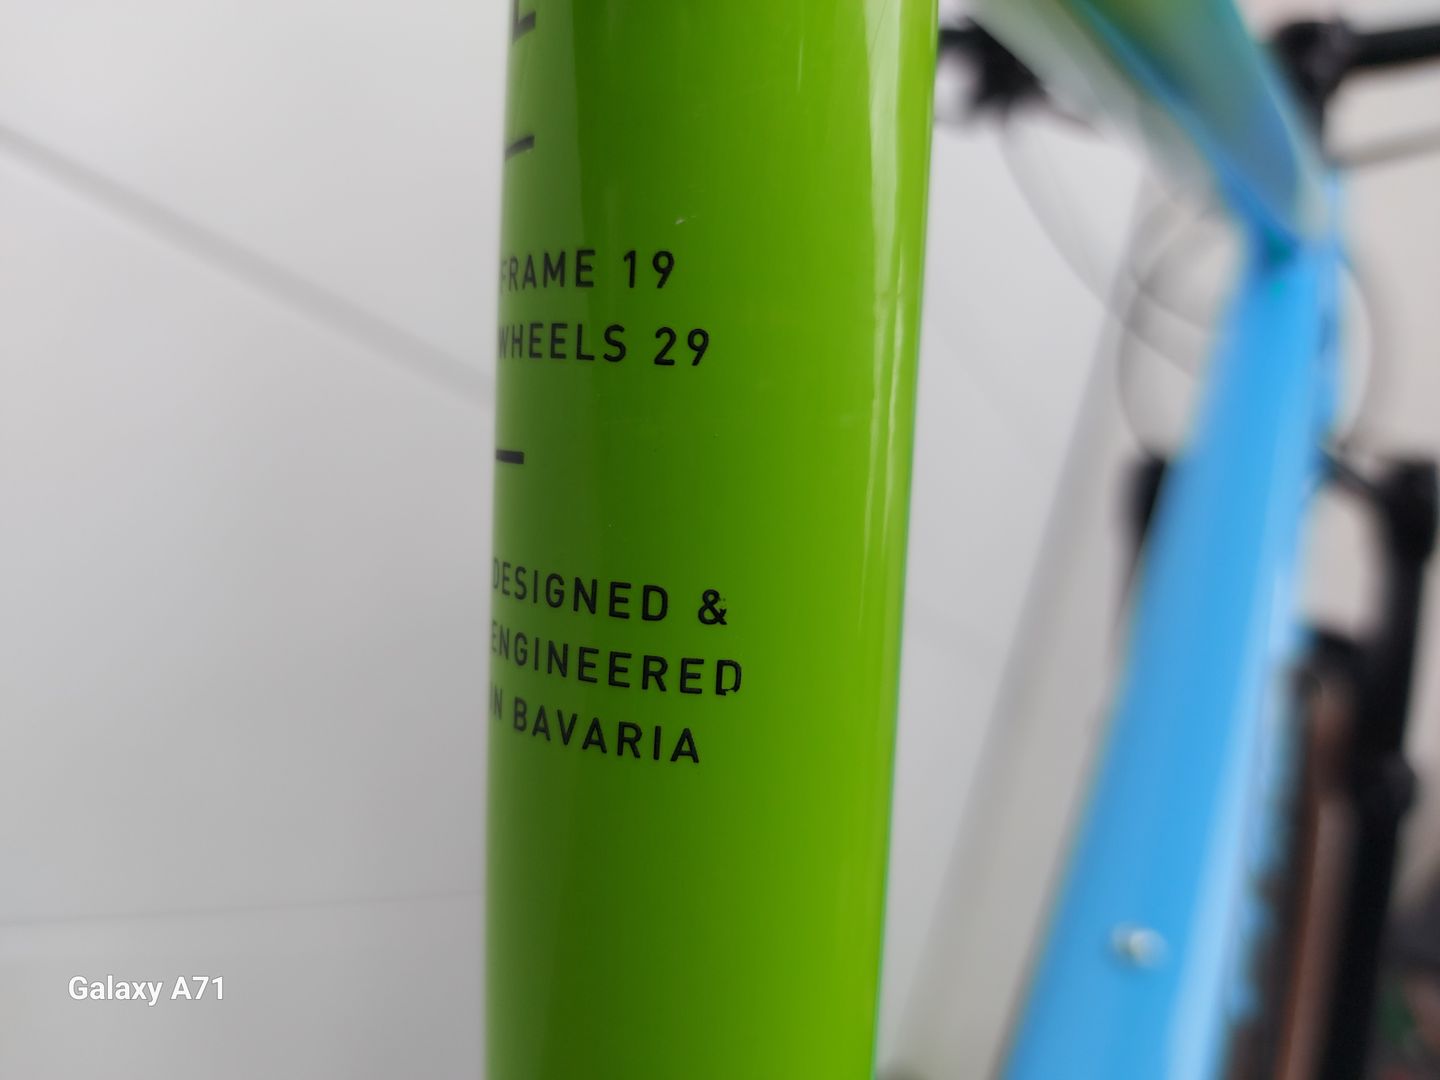 FRAME 19
WHEELS 29
DESIGNED &
ENGINEERED
IN BAVARIA
Galaxy A71